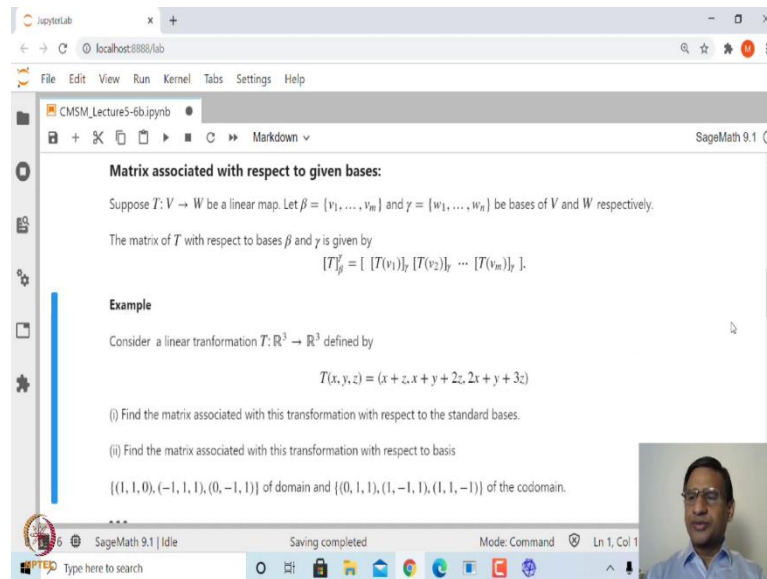 JupyterLab
localhost:8888/lab
File Edit View Run Kernel Tabs Settings Help
CMSM_Lecture5-6b.ipynb
Markdown
SageMath 9.1
Matrix associated with respect to given bases:
Suppose T: V → W be a linear map. Let β = {v₁, … , vₘ} and γ = {w₁, … , wₙ} be bases of V and W respectively.
The matrix of T with respect to bases β and γ is given by
[T]ᵞᵦ = [ [T(v₁)]ᵧ [T(v₂)]ᵧ ⋯ [T(vₘ)]ᵧ ].
Example
Consider a linear tranformation T: ℝ³ → ℝ³ defined by
T(x, y, z) = (x + z, x + y + 2z, 2x + y + 3z)
(i) Find the matrix associated with this transformation with respect to the standard bases.
(ii) Find the matrix associated with this transformation with respect to basis
{(1, 1, 0), (−1, 1, 1), (0, −1, 1)} of domain and {(0, 1, 1), (1, −1, 1), (1, 1, −1)} of the codomain.
6 SageMath 9.1 | Idle Saving completed Mode: Command Ln 1, Col 1
Type here to search